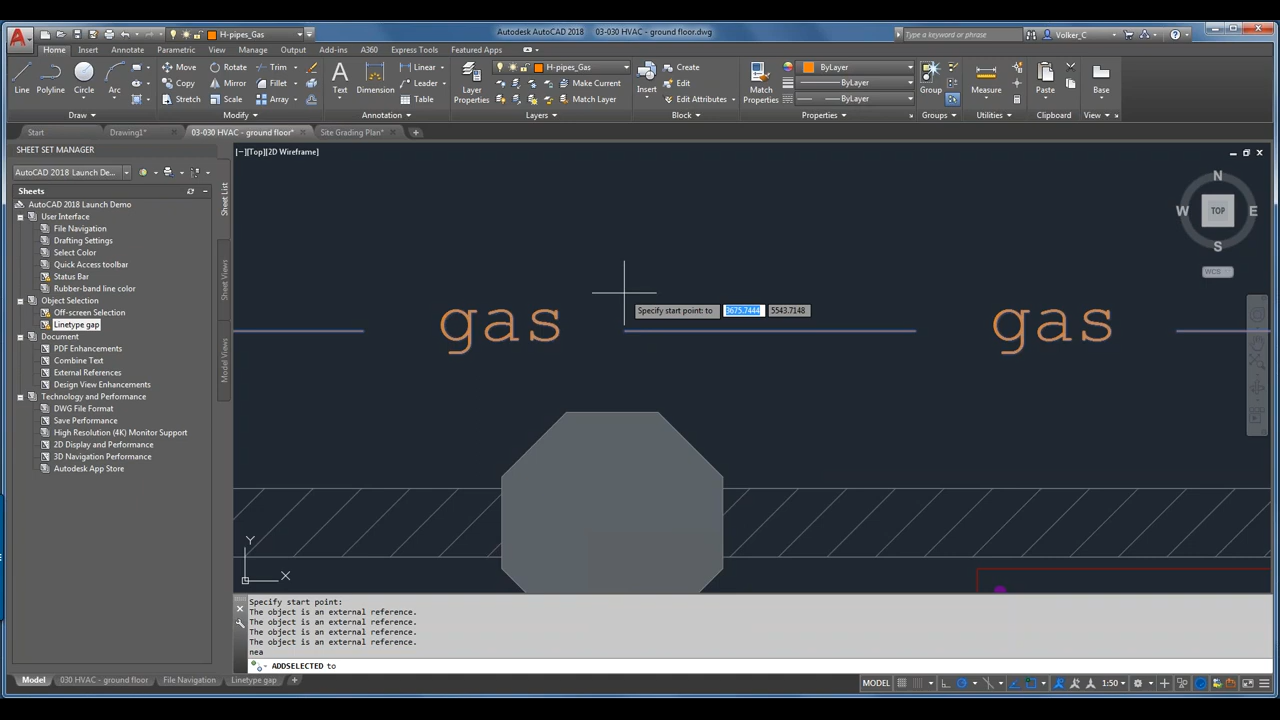 H-pipes_Gas
Autodesk AutoCAD 2018 03-030 HVAC - ground floor.dwg
Type a keyword or phrase
Volker_C
Home Insert Annotate Parametric View Manage Output Add-ins A360 Express Tools Featured Apps
Line
Polyline
Circle
Arc
Draw
Move Rotate Trim
Copy Mirror Fillet
Stretch Scale Array
Modify
Text
Dimension
Linear
Leader
Table
Annotation
Layer
Properties
H-pipes_Gas
Make Current
Match Layer
Layers
Insert
Create
Edit
Edit Attributes
Block
Match
Properties
ByLayer
ByLayer
ByLayer
Properties
Group
Groups
Measure
Utilities
Paste
Clipboard
Base
View
Start Drawing1* 03-030 HVAC - ground floor* Site Grading Plan*
SHEET SET MANAGER
AutoCAD 2018 Launch De...
Sheets
AutoCAD 2018 Launch Demo
User Interface
File Navigation
Drafting Settings
Select Color
Quick Access toolbar
Status Bar
Rubber-band line color
Object Selection
Off-screen Selection
Linetype gap
Document
PDF Enhancements
Combine Text
External References
Design View Enhancements
Technology and Performance
DWG File Format
Save Performance
High Resolution (4K) Monitor Support
2D Display and Performance
3D Navigation Performance
Autodesk App Store
Sheet List
Sheet Views
Model Views
[−][Top][2D Wireframe]
N
W TOP E
S
WCS
Specify start point: to 3675.7444 5543.7148
gas gas
Y
X
Specify start point:
The object is an external reference.
The object is an external reference.
The object is an external reference.
The object is an external reference.
nea
ADDSELECTED to
Model 030 HVAC - ground floor File Navigation Linetype gap
MODEL
1:50